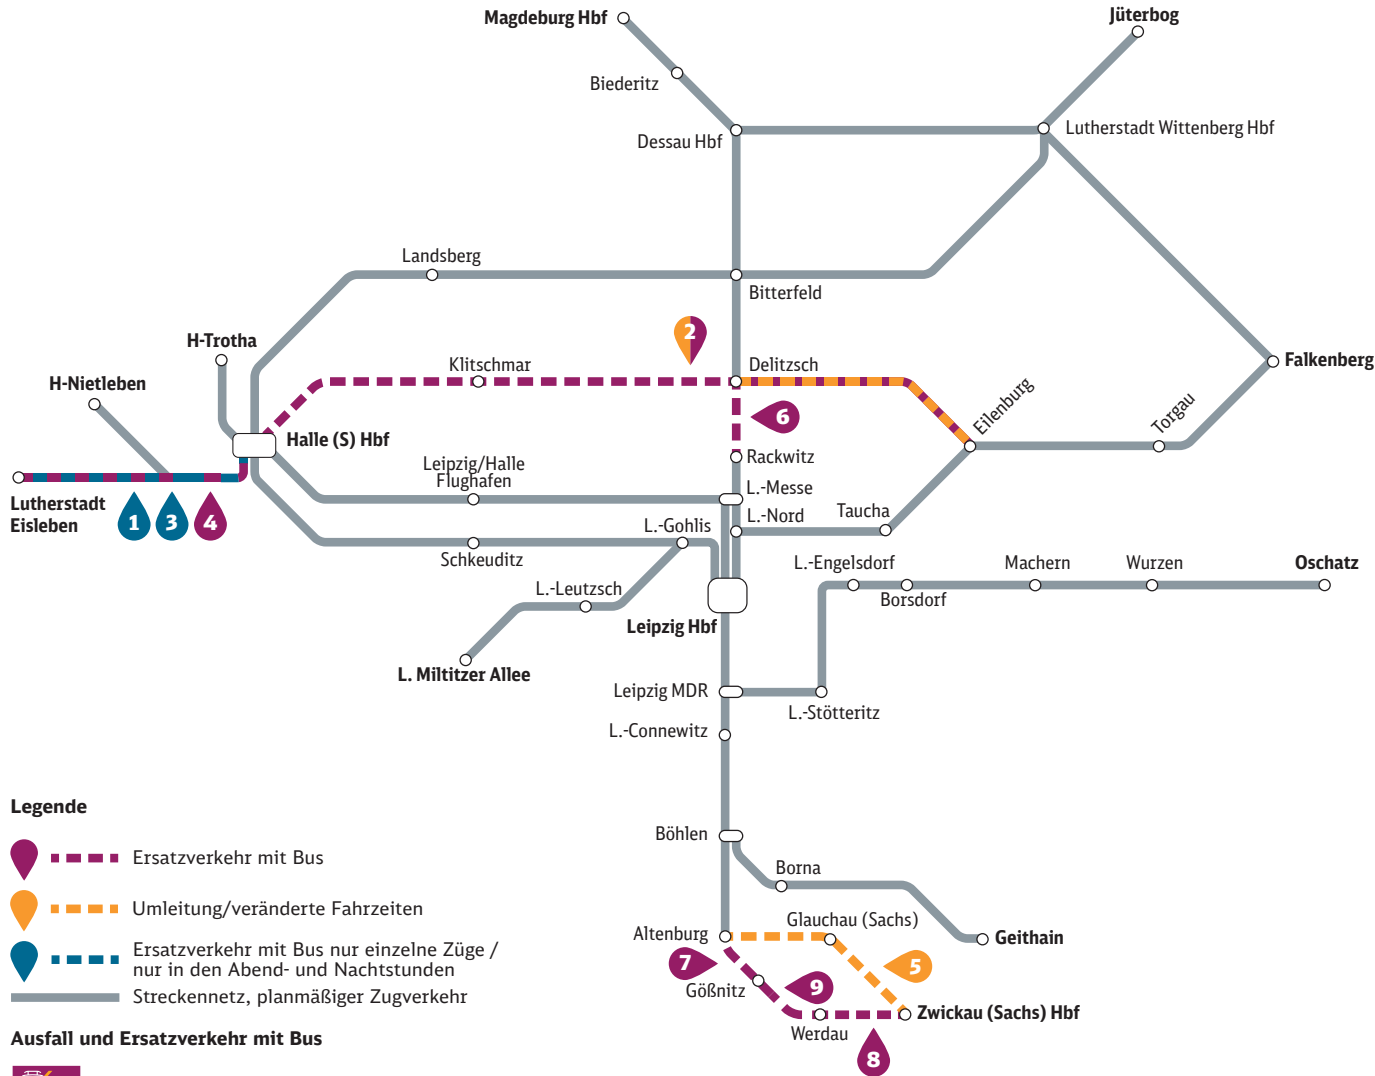 Magdeburg Hbf
Jüterbog
Biederitz
Dessau Hbf
Lutherstadt Wittenberg Hbf
Landsberg
Bitterfeld
H-Trotha
2
Klitschmar
Delitzsch
Falkenberg
H-Nietleben
6
Eilenburg
Torgau
Halle (S) Hbf
Rackwitz
Leipzig/Halle
Flughafen
L.-Messe
Lutherstadt
Eisleben
1
3
4
L.-Gohlis
L.-Nord
Taucha
Schkeuditz
L.-Engelsdorf
Borsdorf
Machern
Wurzen
Oschatz
L.-Leutzsch
Leipzig Hbf
L. Miltitzer Allee
Leipzig MDR
L.-Stötteritz
L.-Connewitz
Böhlen
Borna
Altenburg
Glauchau (Sachs)
Geithain
7
5
Gößnitz
9
Werdau
Zwickau (Sachs) Hbf
8
Legende
Ersatzverkehr mit Bus
Umleitung/veränderte Fahrzeiten
Ersatzverkehr mit Bus nur einzelne Züge /
nur in den Abend- und Nachtstunden
Streckennetz, planmäßiger Zugverkehr
Ausfall und Ersatzverkehr mit Bus